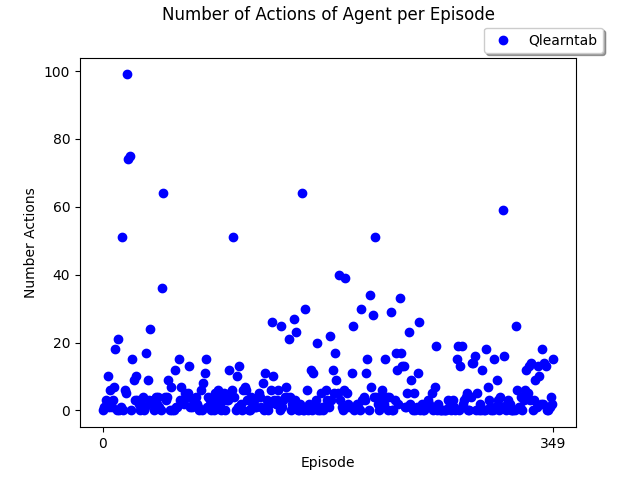 Number of Actions of Agent per Episode
Qlearntab
100
80
60
40
20
0
Number Actions
0 349
Episode